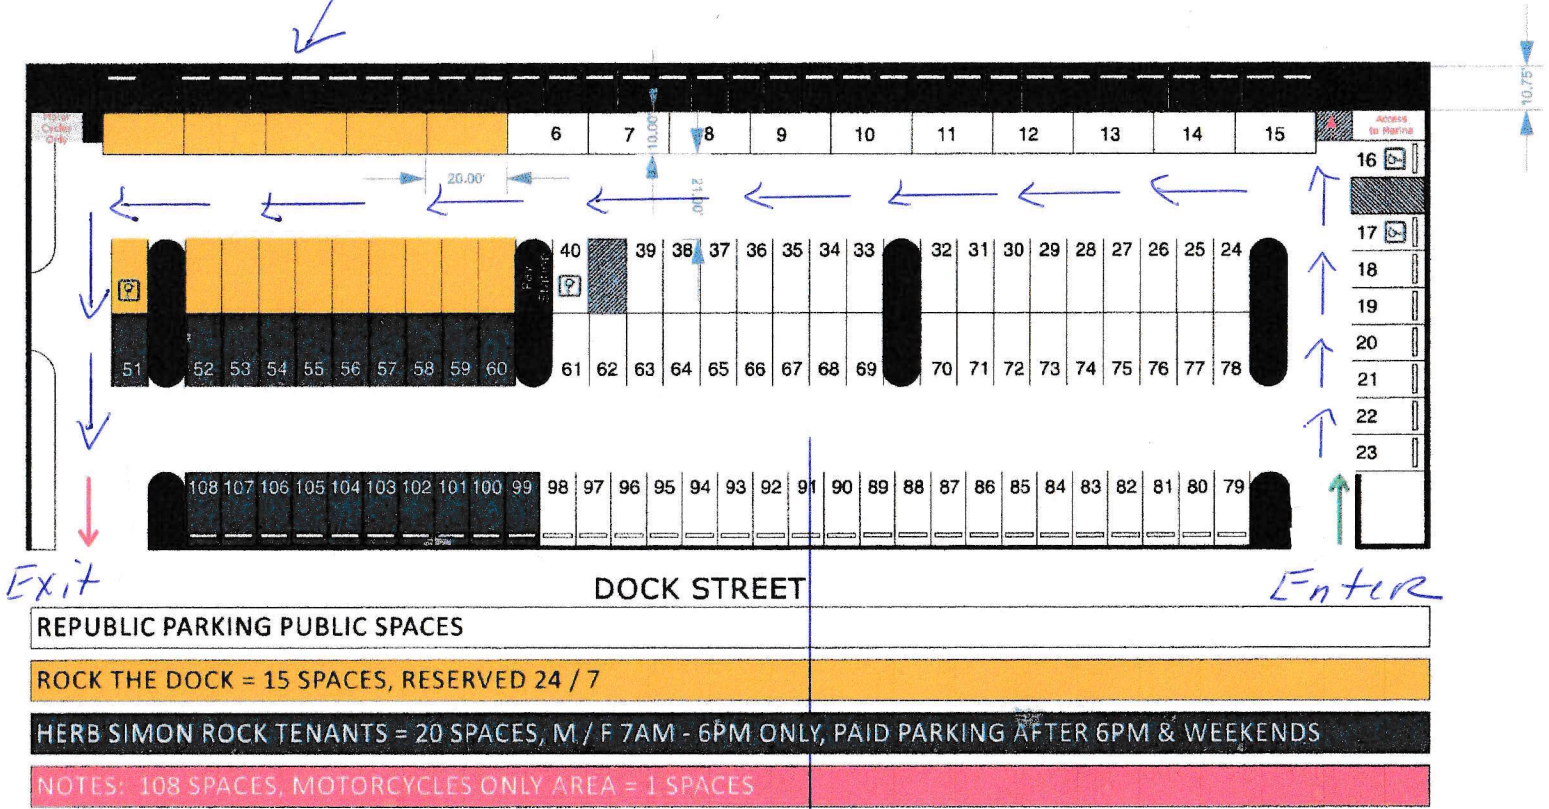 10.75'
Motor
Cycles
Only
6 7 8 9 10 11 12 13 14 15
Access
to Marina
10.00'
20.00'
21.00'
16
17
18
19
20
21
22
23
40 39 38 37 36 35 34 33 32 31 30 29 28 27 26 25 24
Pay
51 52 53 54 55 56 57 58 59 60 61 62 63 64 65 66 67 68 69 70 71 72 73 74 75 76 77 78
108 107 106 105 104 103 102 101 100 99 98 97 96 95 94 93 92 91 90 89 88 87 86 85 84 83 82 81 80 79
Exit
DOCK STREET
Enter
REPUBLIC PARKING PUBLIC SPACES
ROCK THE DOCK = 15 SPACES, RESERVED 24 / 7
HERB SIMON ROCK TENANTS = 20 SPACES, M / F 7AM - 6PM ONLY, PAID PARKING AFTER 6PM & WEEKENDS
NOTES: 108 SPACES, MOTORCYCLES ONLY AREA = 1 SPACES